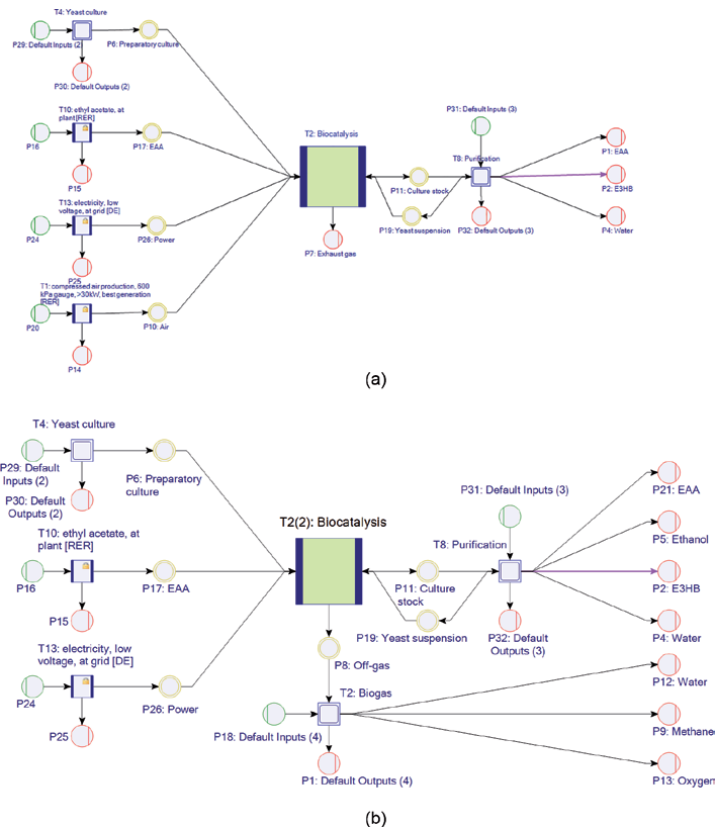 T4: Yeast culture
P29: Default Inputs (2)
P6: Preparatory culture
P30: Default Outputs (2)
T10: ethyl acetate, at
plant [RER]
P16
P17: EAA
P15
T13: electricity, low
voltage, at grid [DE]
P24
P26: Power
P25
T1: compressed air production, 600
kPa gauge, >30kW, best generation
[RER]
P20
P10: Air
P14
T2: Biocatalysis
P7: Exhaust gas
P11: Culture stock
P19: Yeast suspension
P31: Default Inputs (3)
T8: Purification
P32: Default Outputs (3)
P1: EAA
P2: E3HB
P4: Water
(a)
T4: Yeast culture
P29: Default
Inputs (2)
P6: Preparatory
culture
P30: Default
Outputs (2)
T10: ethyl acetate, at
plant [RER]
P16
P17: EAA
P15
T13: electricity, low
voltage, at grid [DE]
P24
P26: Power
P25
T2(2): Biocatalysis
P11: Culture
stock
P19: Yeast suspension
P31: Default Inputs (3)
T8: Purification
P32: Default
Outputs (3)
P21: EAA
P5: Ethanol
P2: E3HB
P4: Water
P8: Off-gas
T2: Biogas
P18: Default Inputs (4)
P1: Default Outputs (4)
P12: Water
P9: Methane
P13: Oxygen
(b)